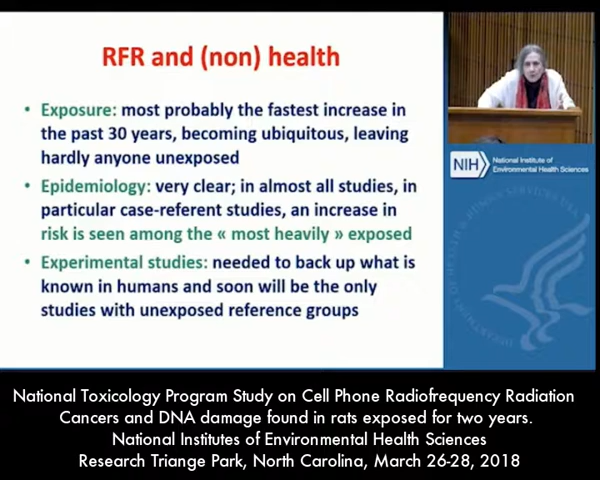 RFR and (non) health
• Exposure: most probably the fastest increase in
the past 30 years, becoming ubiquitous, leaving
hardly anyone unexposed
• Epidemiology: very clear; in almost all studies, in
particular case-referent studies, an increase in
risk is seen among the « most heavily » exposed
• Experimental studies: needed to back up what is
known in humans and soon will be the only
studies with unexposed reference groups
NIH
National Institute of
Environmental Health Sciences
National Toxicology Program Study on Cell Phone Radiofrequency Radiation
Cancers and DNA damage found in rats exposed for two years.
National Institutes of Environmental Health Sciences
Research Triange Park, North Carolina, March 26-28, 2018